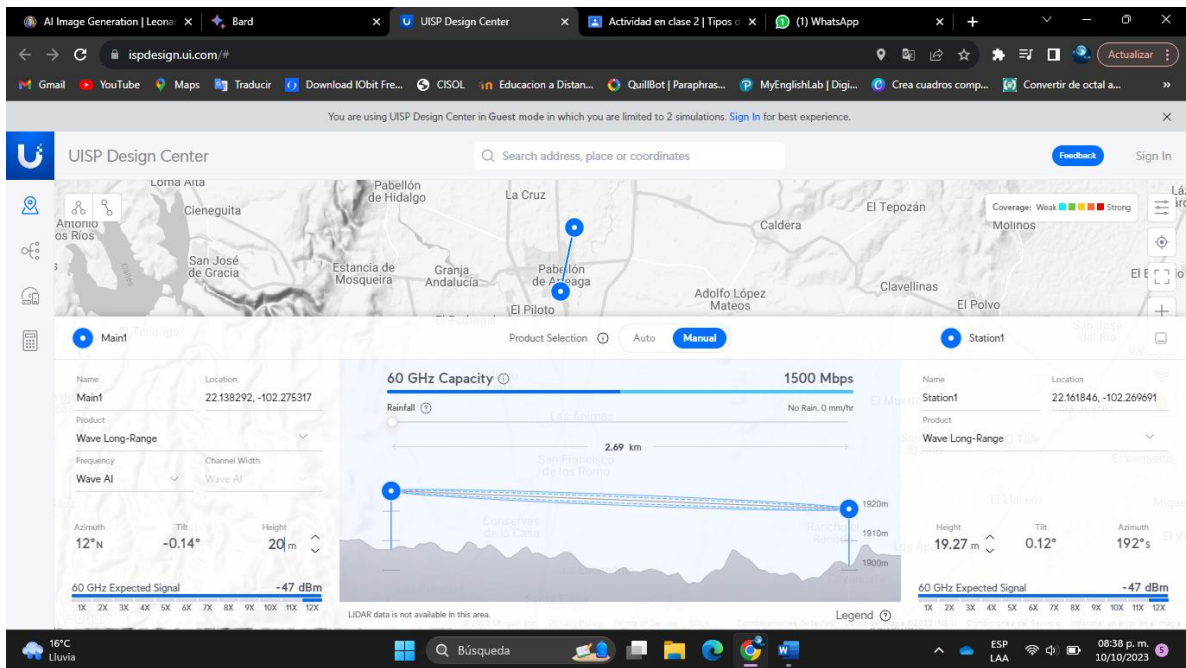 AI Image Generation | Leona
Bard
UISP Design Center
Actividad en clase 2 | Tipos d
(1) WhatsApp
ispdesign.ui.com/#
Actualizar
Gmail
YouTube
Maps
Traducir
Download IObit Fre...
CISOL
Educacion a Distan...
QuillBot | Paraphras...
MyEnglishLab | Digi...
Crea cuadros comp...
Convertir de octal a...
You are using UISP Design Center in Guest mode in which you are limited to 2 simulations. Sign In for best experience.
UISP Design Center
Search address, place or coordinates
Feedback
Sign In
Loma Alta
Pabellón
de Hidalgo
La Cruz
Cieneguita
Antonio
os Ríos
El Tepozán
Coverage: Weak Strong
Molinos
Caldera
San José
de Gracia
Estancia de
Mosqueira
Granja
Andalucía
Pabellón
de Arteaga
Adolfo López
Mateos
Clavellinas
El Piloto
El Polvo
Main1
Product Selection
Auto
Manual
Station1
Name
Location
Main1
22.138292, -102.275317
Product
Wave Long-Range
Frequency
Channel Width
Wave AI
Wave AI
Azimuth
Tilt
Height
12°N
-0.14°
20 m
60 GHz Expected Signal
-47 dBm
1X 2X 3X 4X 5X 6X 7X 8X 9X 10X 11X 12X
60 GHz Capacity
1500 Mbps
Rainfall
No Rain, 0 mm/hr
2.69 km
1920m
1910m
1900m
LIDAR data is not available in this area.
Legend
Name
Location
Station1
22.161846, -102.269691
Product
Wave Long-Range
Height
Tilt
Azimuth
19.27 m
0.12°
192°s
60 GHz Expected Signal
-47 dBm
1X 2X 3X 4X 5X 6X 7X 8X 9X 10X 11X 12X
16°C
Lluvia
Búsqueda
ESP
LAA
08:38 p. m.
10/10/2023
5